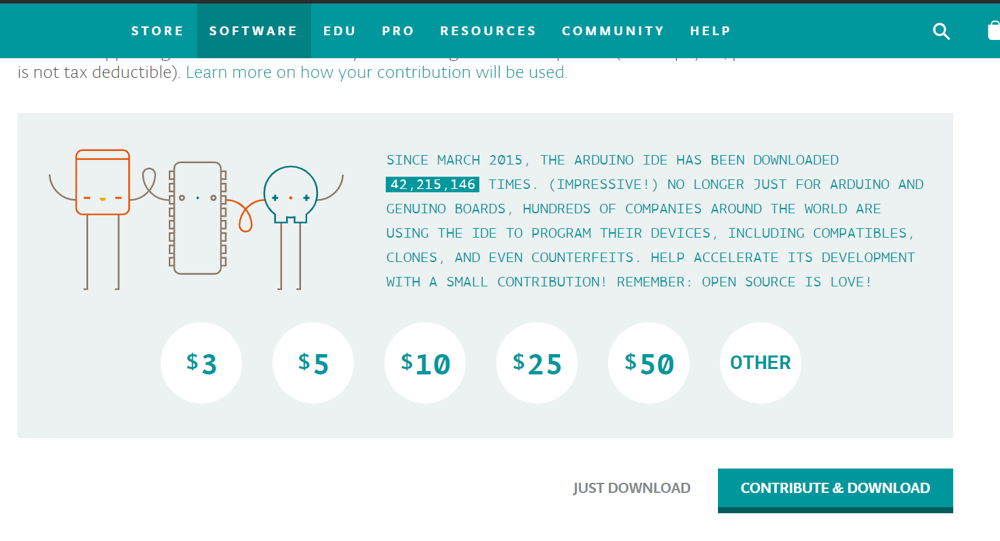 STORE SOFTWARE EDU PRO RESOURCES COMMUNITY HELP
is not tax deductible). Learn more on how your contribution will be used.
SINCE MARCH 2015, THE ARDUINO IDE HAS BEEN DOWNLOADED
42,215,146 TIMES. (IMPRESSIVE!) NO LONGER JUST FOR ARDUINO AND
GENUINO BOARDS, HUNDREDS OF COMPANIES AROUND THE WORLD ARE
USING THE IDE TO PROGRAM THEIR DEVICES, INCLUDING COMPATIBLES,
CLONES, AND EVEN COUNTERFEITS. HELP ACCELERATE ITS DEVELOPMENT
WITH A SMALL CONTRIBUTION! REMEMBER: OPEN SOURCE IS LOVE!
$3 $5 $10 $25 $50 OTHER
JUST DOWNLOAD CONTRIBUTE & DOWNLOAD